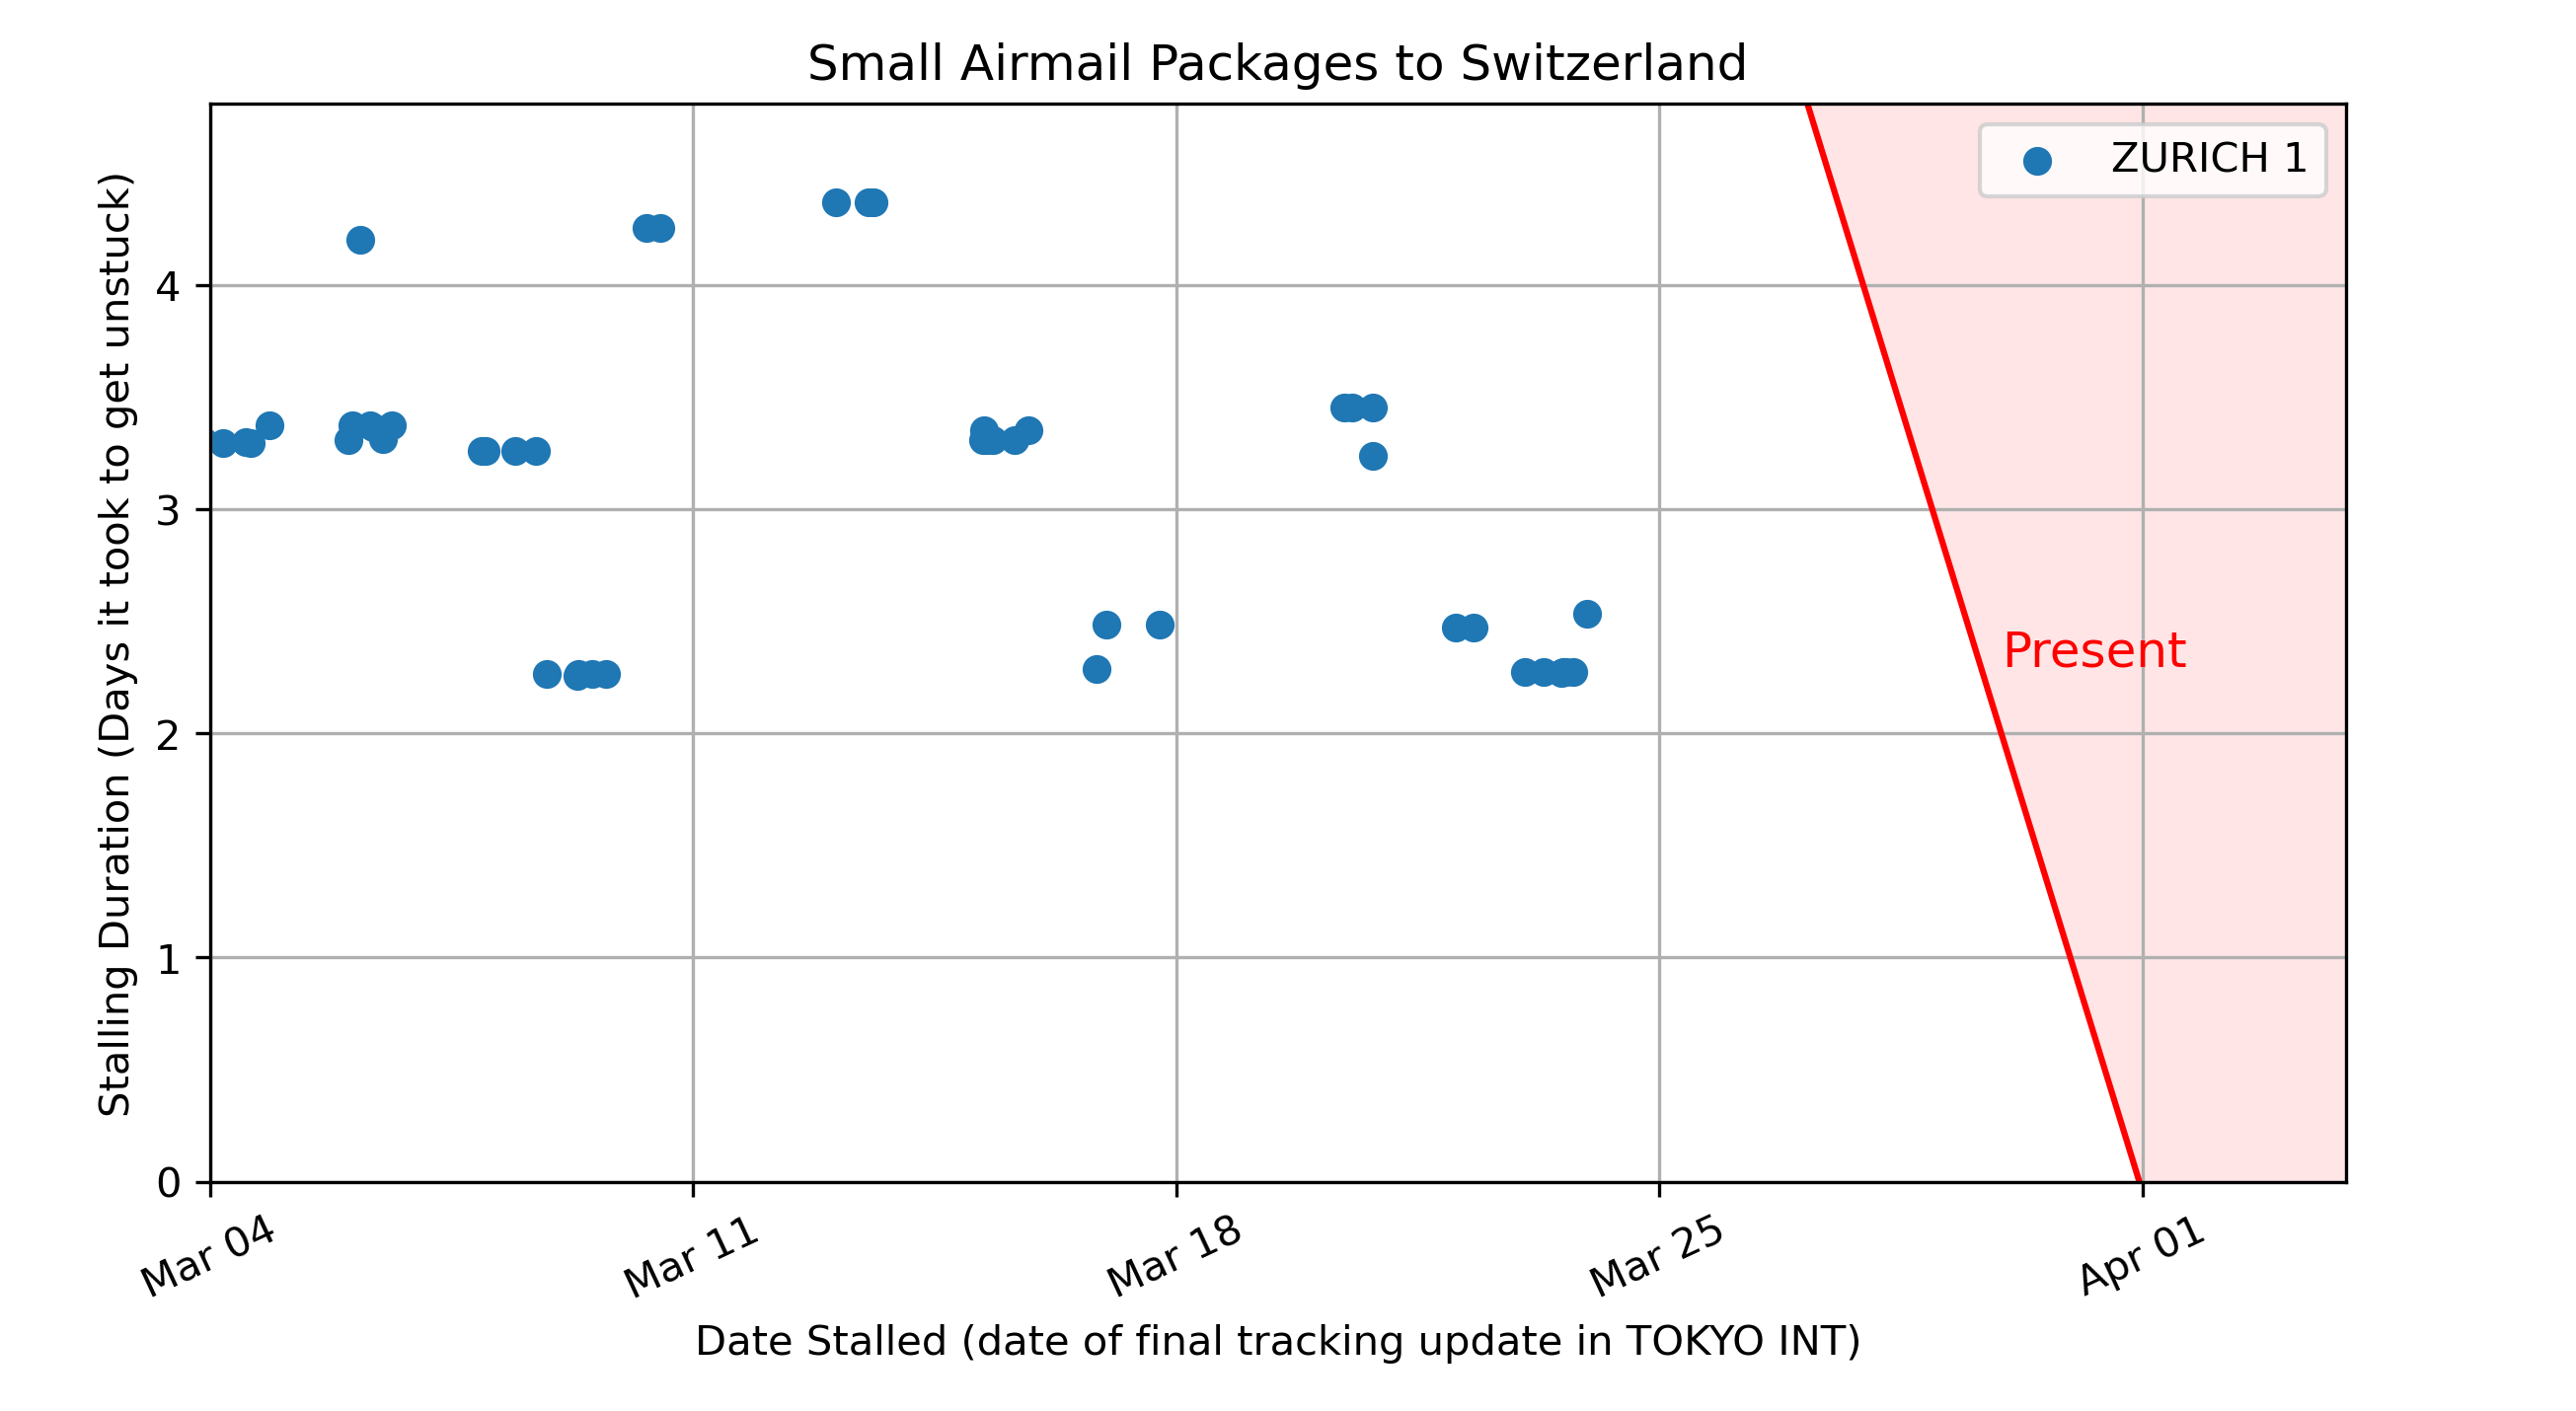 Small Airmail Packages to Switzerland
ZURICH 1
Stalling Duration (Days it took to get unstuck)
4
3
2
1
0
Present
Mar 04
Mar 11
Mar 18
Mar 25
Apr 01
Date Stalled (date of final tracking update in TOKYO INT)